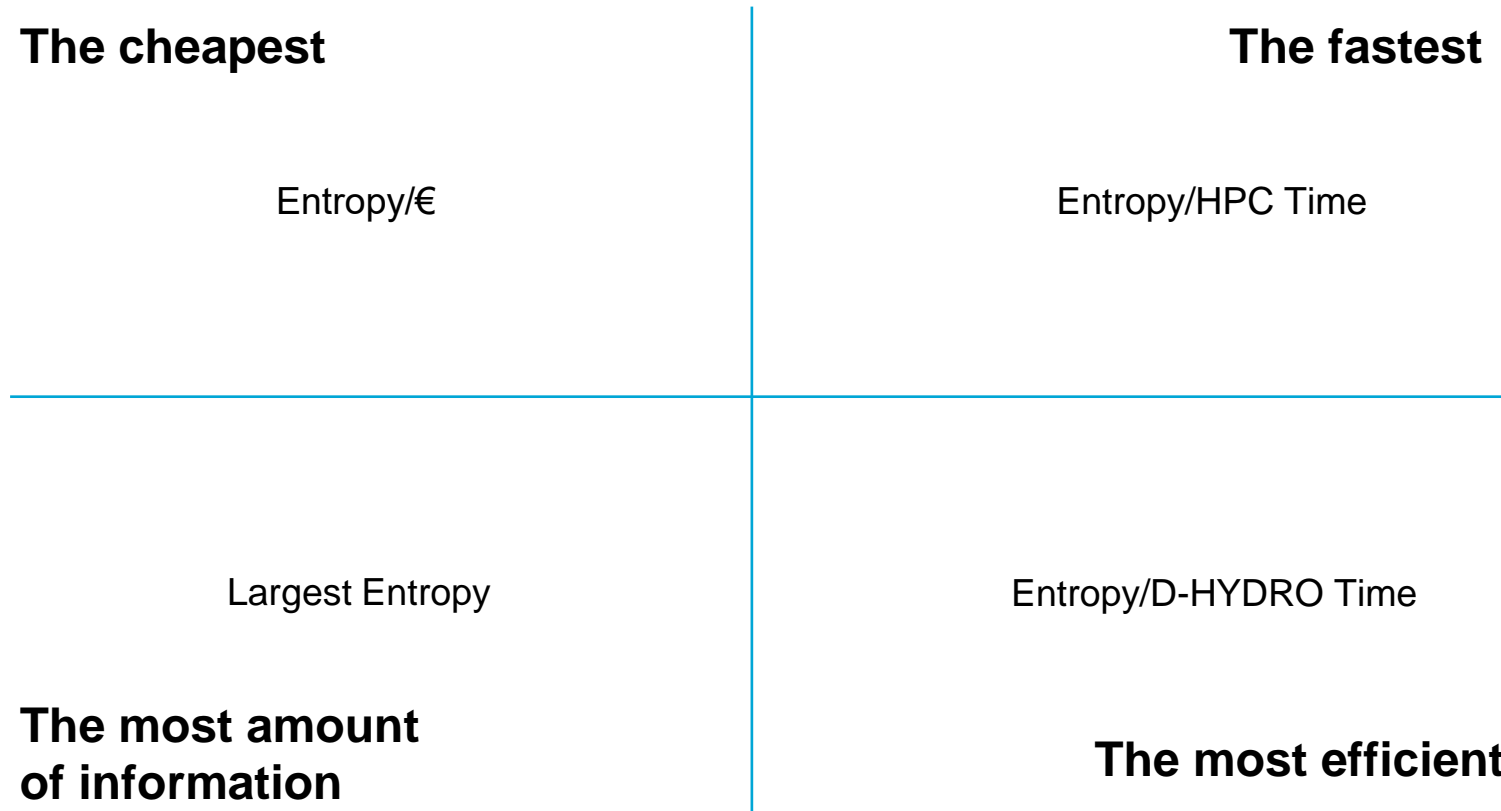 The cheapest
The fastest
Entropy/€
Entropy/HPC Time
Largest Entropy
Entropy/D-HYDRO Time
The most amount
of information
The most efficient